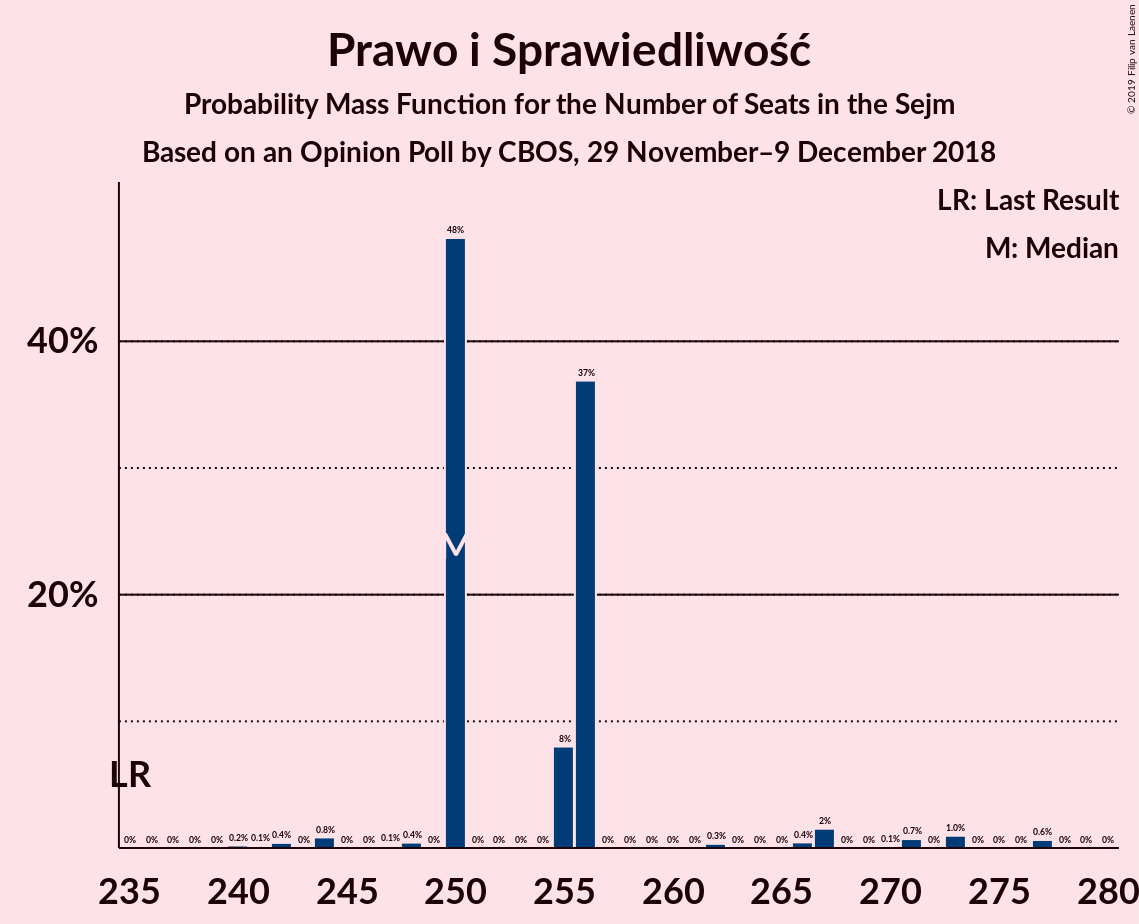 Prawo i Sprawiedliwość
Probability Mass Function for the Number of Seats in the Sejm
Based on an Opinion Poll by CBOS, 29 November–9 December 2018
© 2019 Filip van Laenen
LR: Last Result
M: Median
48%
40%
37%
20%
8%
LR
0% 0% 0% 0% 0% 0.2% 0.1% 0.4% 0% 0.8% 0% 0% 0.1% 0.4% 0% 0% 0% 0% 0% 0% 0% 0% 0% 0% 0.3% 0% 0% 0% 0.4% 2% 0% 0% 0.1% 0.7% 0% 1.0% 0% 0% 0% 0.6% 0% 0% 0%
235 240 245 250 255 260 265 270 275 280